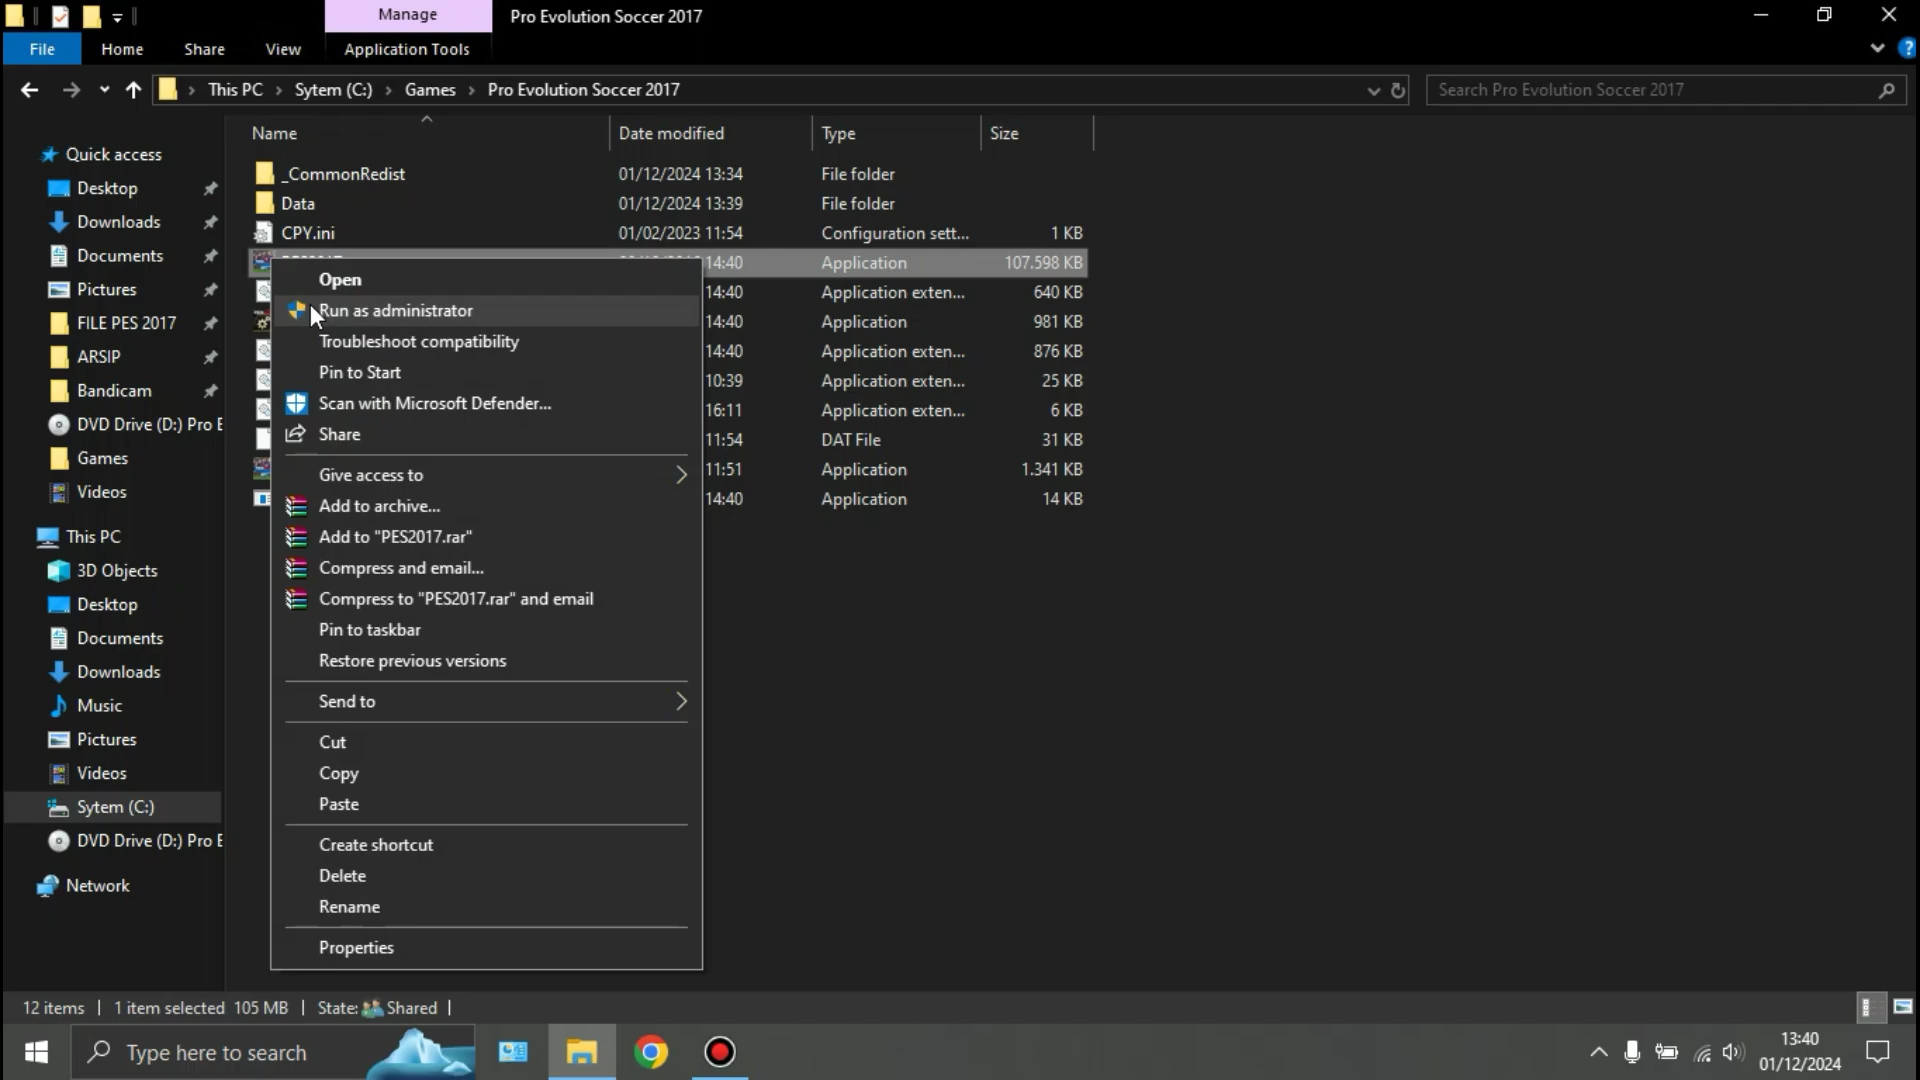 Manage
Pro Evolution Soccer 2017
File
Home
Share
View
Application Tools
This PC
Sytem (C:)
Games
Pro Evolution Soccer 2017
Search Pro Evolution Soccer 2017
Name
Date modified
Type
Size
Quick access
Desktop
Downloads
Documents
Pictures
FILE PES 2017
ARSIP
Bandicam
DVD Drive (D:) Pro E
Games
Videos
This PC
3D Objects
Desktop
Documents
Downloads
Music
Pictures
Videos
Sytem (C:)
DVD Drive (D:) Pro E
Network
_CommonRedist 01/12/2024 13:34 File folder
Data 01/12/2024 13:39 File folder
CPY.ini 01/02/2023 11:54 Configuration sett... 1 KB
14:40 Application 107.598 KB
14:40 Application exten... 640 KB
14:40 Application 981 KB
14:40 Application exten... 876 KB
10:39 Application exten... 25 KB
16:11 Application exten... 6 KB
11:54 DAT File 31 KB
11:51 Application 1.341 KB
14:40 Application 14 KB
Open
Run as administrator
Troubleshoot compatibility
Pin to Start
Scan with Microsoft Defender...
Share
Give access to
Add to archive...
Add to "PES2017.rar"
Compress and email...
Compress to "PES2017.rar" and email
Pin to taskbar
Restore previous versions
Send to
Cut
Copy
Paste
Create shortcut
Delete
Rename
Properties
12 items
1 item selected 105 MB
State: Shared
Type here to search
13:40
01/12/2024